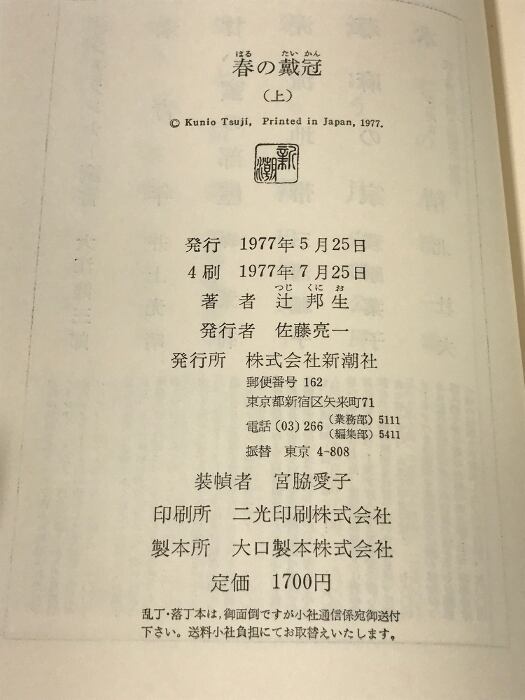 はる たい かん
春の戴冠
（上）
© Kunio Tsuji, Printed in Japan, 1977.
新潮
発行 1977年5月25日
4刷 1977年7月25日
つじ くに お
著者 辻邦生
発行者 佐藤亮一
発行所 株式会社新潮社
郵便番号 162
東京都新宿区矢来町71
電話(03)266 (業務部)5111
(編集部)5411
振替 東京 4-808
装幀者 宮脇愛子
印刷所 二光印刷株式会社
製本所 大口製本株式会社
定価 1700円
乱丁・落丁本は、御面倒ですが小社通信係宛御送付
下さい。送料小社負担にてお取替えいたします。